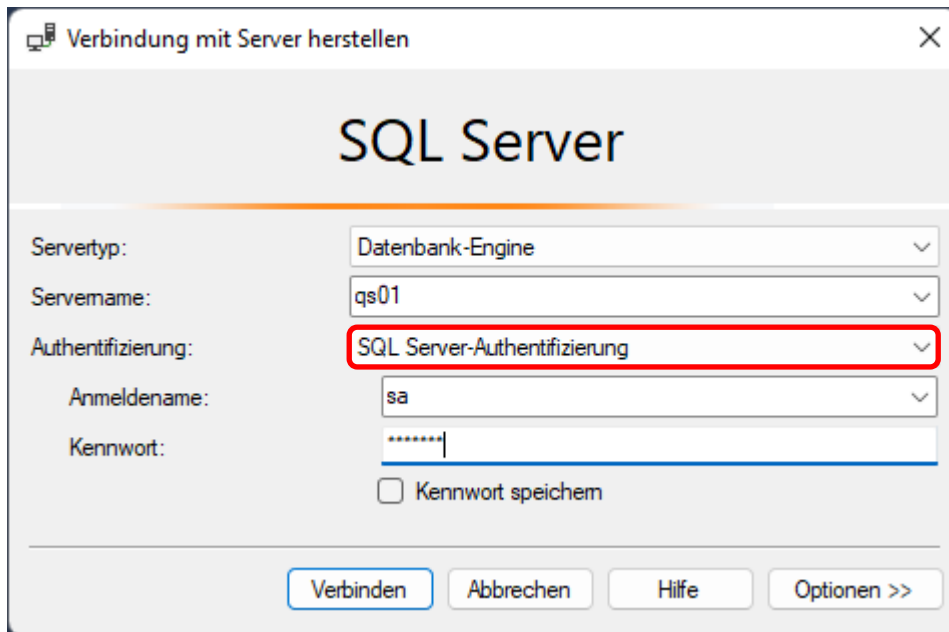 Verbindung mit Server herstellen
SQL Server
Servertyp: Datenbank-Engine
Servername: qs01
Authentifizierung: SQL Server-Authentifizierung
Anmeldename: sa
Kennwort: *******
Kennwort speichern
Verbinden Abbrechen Hilfe Optionen >>